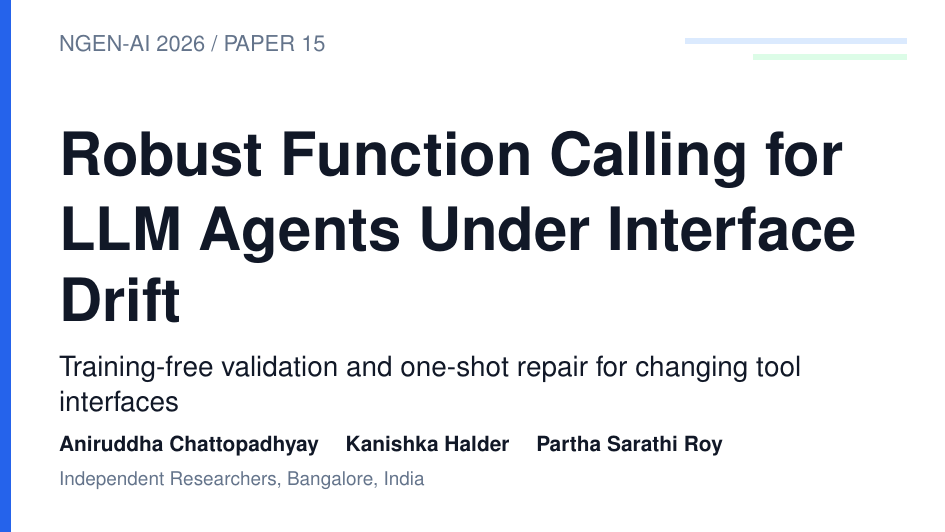 NGEN-AI 2026 / PAPER 15
Robust Function Calling for
LLM Agents Under Interface
Drift
Training-free validation and one-shot repair for changing tool
interfaces
Aniruddha Chattopadhyay Kanishka Halder Partha Sarathi Roy
Independent Researchers, Bangalore, India